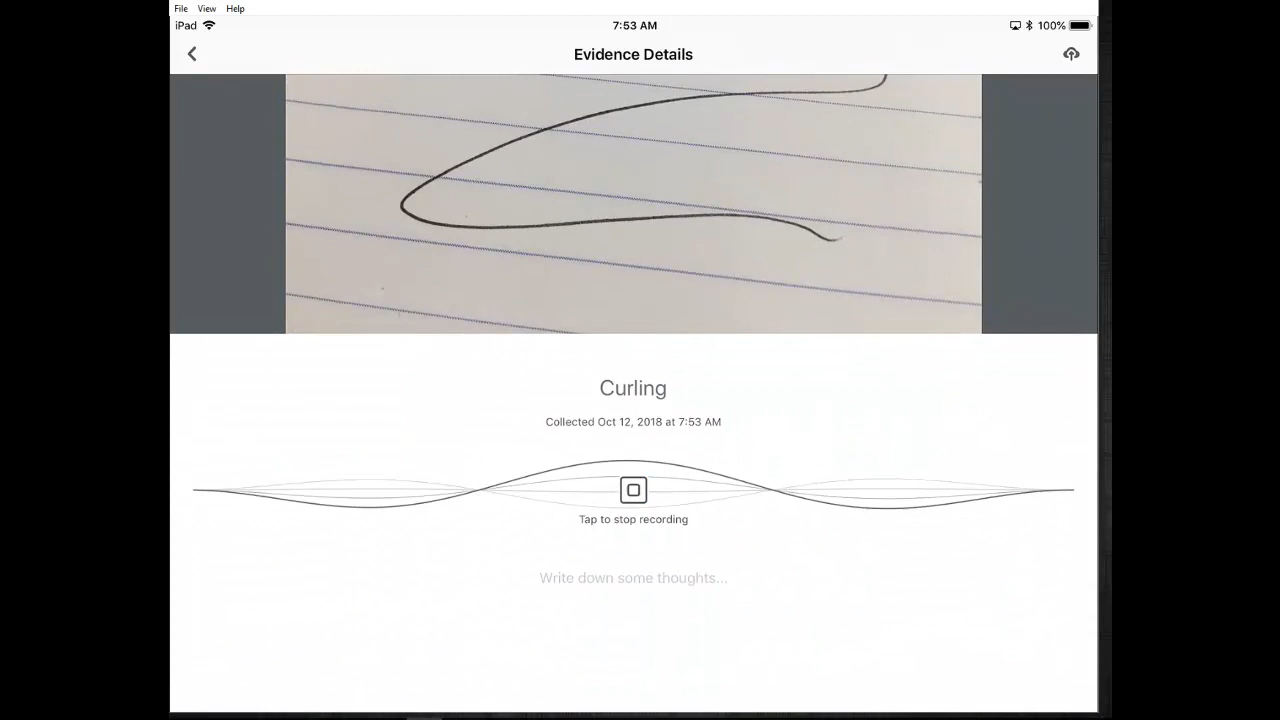 File View Help
iPad 7:53 AM 100%
Evidence Details
Curling
Collected Oct 12, 2018 at 7:53 AM
Tap to stop recording
Write down some thoughts...